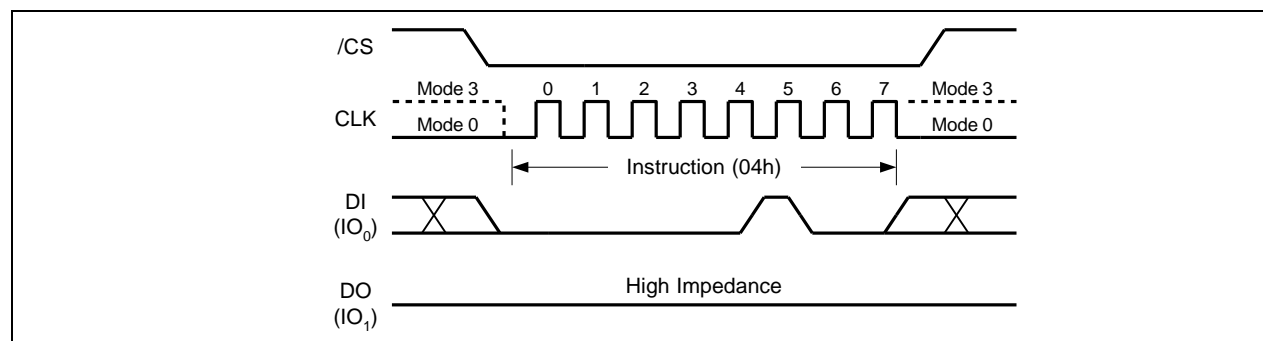 /CS
Mode 3 0 1 2 3 4 5 6 7 Mode 3
CLK Mode 0 Mode 0
Instruction (04h)
DI
(IO₀)
High Impedance
DO
(IO₁)